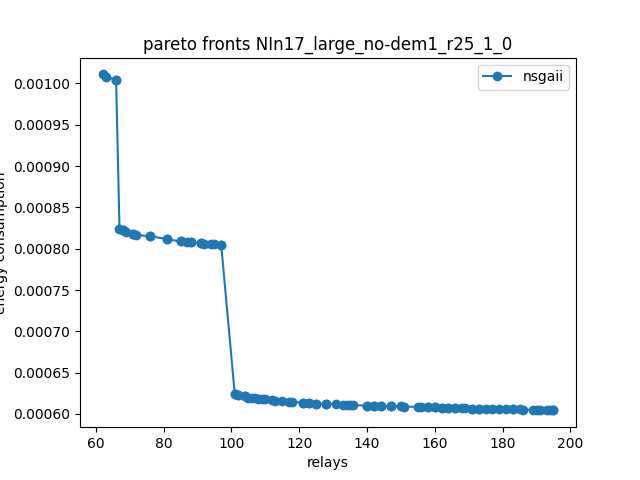 pareto fronts NIn17_large_no-dem1_r25_1_0
nsgaii
0.00100
0.00095
0.00090
0.00085
0.00080
0.00075
0.00070
0.00065
0.00060
energy consumption
60 80 100 120 140 160 180 200
relays